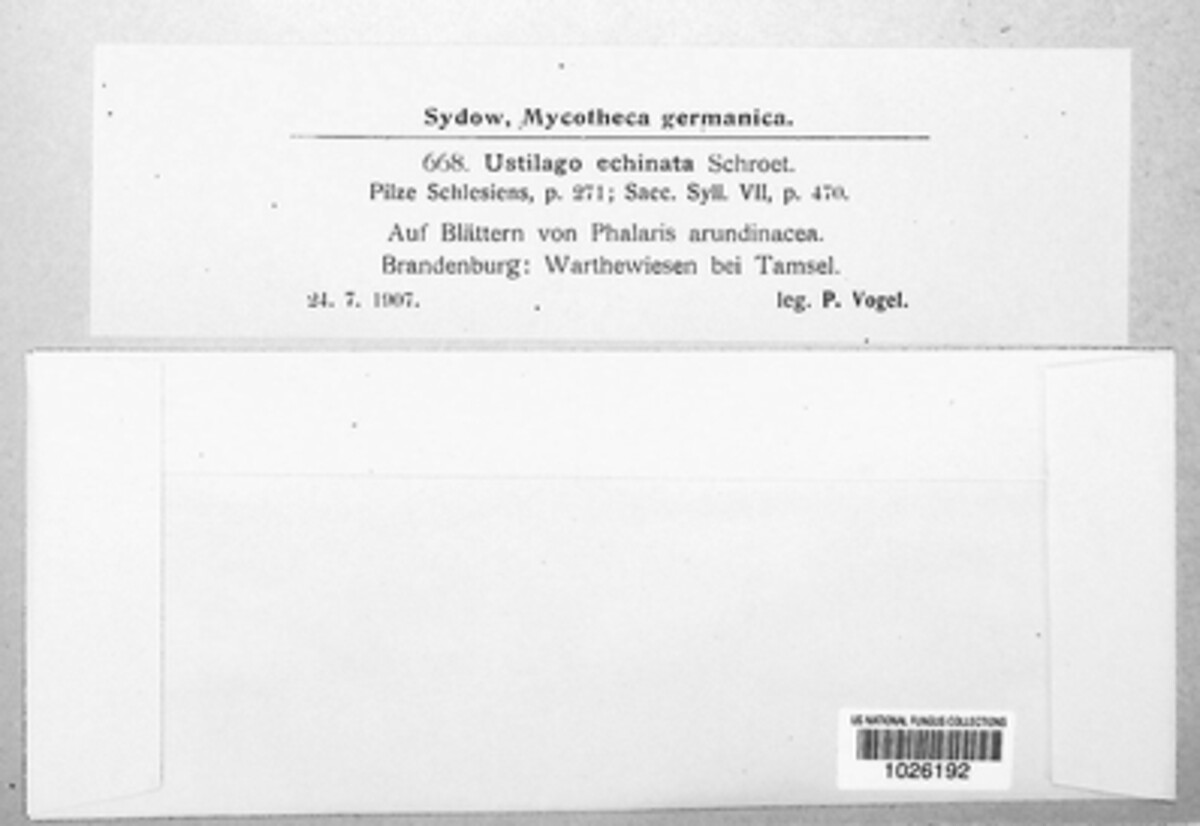 Sydow, Mycotheca germanica.
668. Ustilago echinata Schroet.
Pilze Schlesiens, p. 271; Sacc. Syll. VII, p. 470.
Auf Blättern von Phalaris arundinacea.
Brandenburg: Warthewiesen bei Tamsel.
24. 7. 1907. leg. P. Vogel.
US NATIONAL FUNGUS COLLECTIONS
1026192